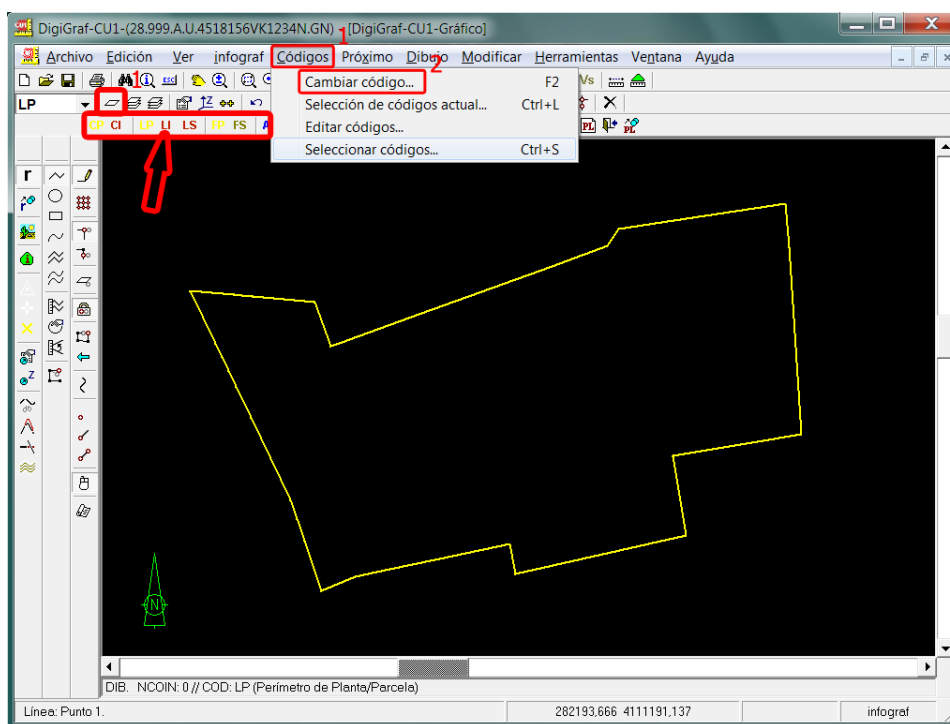 DigiGraf-CU1-(28.999.A.U.4518156VK1234N.GN) - [DigiGraf-CU1-Gráfico]
1
Archivo Edición Ver infograf Códigos Próximo Dibujo Modificar Herramientas Ventana Ayuda
2
1
Cambiar código... F2
Vs
LP
Selección de códigos actual... Ctrl+L
CP CI LP LI LS FP FS A
Editar códigos...
PL PL
Seleccionar códigos... Ctrl+S
r
r
Z
N
DIB. NCOIN: 0 // COD: LP (Perímetro de Planta/Parcela)
Línea: Punto 1. 282193,666 4111191,137 infograf